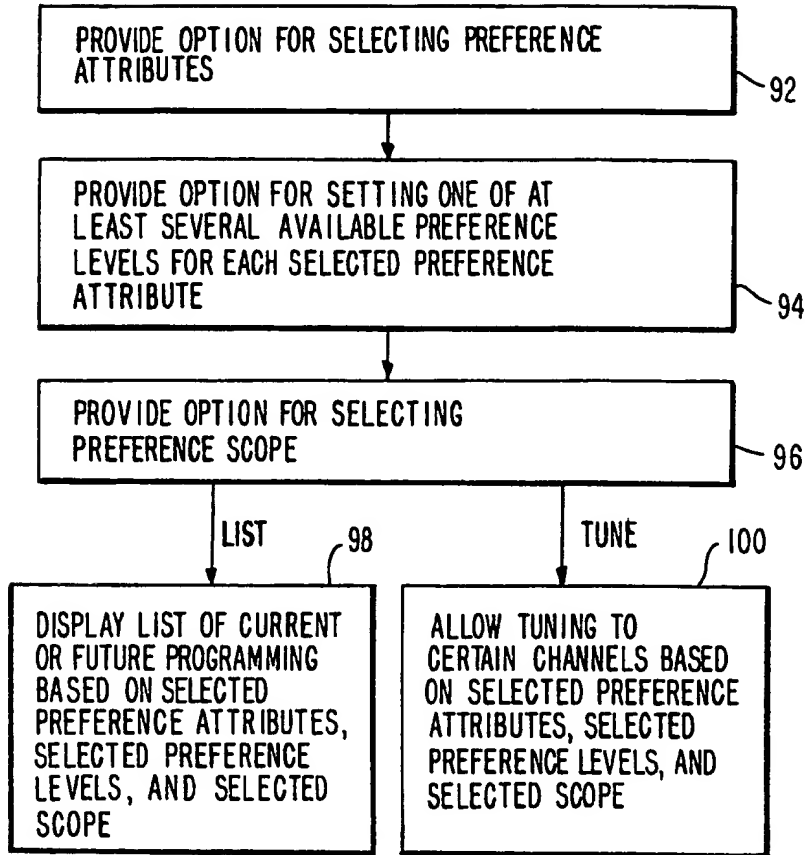 PROVIDE OPTION FOR SELECTING PREFERENCE
ATTRIBUTES
92
PROVIDE OPTION FOR SETTING ONE OF AT
LEAST SEVERAL AVAILABLE PREFERENCE
LEVELS FOR EACH SELECTED PREFERENCE
ATTRIBUTE
94
PROVIDE OPTION FOR SELECTING
PREFERENCE SCOPE
96
LIST
98
TUNE
100
DISPLAY LIST OF CURRENT
OR FUTURE PROGRAMMING
BASED ON SELECTED
PREFERENCE ATTRIBUTES,
SELECTED PREFERENCE
LEVELS, AND SELECTED
SCOPE
ALLOW TUNING TO
CERTAIN CHANNELS BASED
ON SELECTED PREFERENCE
ATTRIBUTES, SELECTED
PREFERENCE LEVELS, AND
SELECTED SCOPE